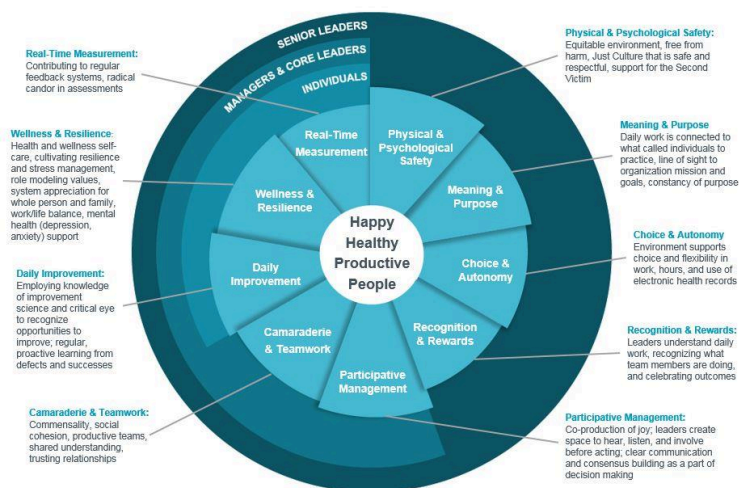 SENIOR LEADERS
MANAGERS & CORE LEADERS
INDIVIDUALS
Real-Time Measurement:
Contributing to regular
feedback systems, radical
candor in assessments
Wellness & Resilience:
Health and wellness self-
care, cultivating resilience
and stress management,
role modeling values,
system appreciation for
whole person and family,
work/life balance, mental
health (depression,
anxiety) support
Daily Improvement:
Employing knowledge
of improvement
science and critical eye
to recognize
opportunities to
improve; regular,
proactive learning from
defects and successes
Camaraderie & Teamwork:
Commensality, social
cohesion, productive teams,
shared understanding,
trusting relationships
Real-Time
Measurement
Physical &
Psychological
Safety
Wellness &
Resilience
Meaning &
Purpose
Happy
Healthy
Productive
People
Daily
Improvement
Choice &
Autonomy
Camaraderie
& Teamwork
Recognition
& Rewards
Participative
Management
Physical & Psychological Safety:
Equitable environment, free from
harm, Just Culture that is safe and
respectful, support for the Second
Victim
Meaning & Purpose
Daily work is connected to
what called individuals to
practice, line of sight to
organization mission and
goals, constancy of purpose
Choice & Autonomy
Environment supports
choice and flexibility in
work, hours, and use of
electronic health records
Recognition & Rewards:
Leaders understand daily
work, recognizing what
team members are doing,
and celebrating outcomes
Participative Management:
Co-production of joy; leaders create
space to hear, listen, and involve
before acting; clear communication
and consensus building as a part of
decision making